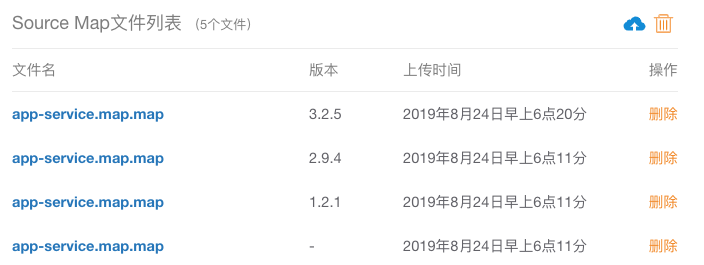 Source Map文件列表 (5个文件)
文件名 版本 上传时间 操作
app-service.map.map 3.2.5 2019年8月24日早上6点20分 删除
app-service.map.map 2.9.4 2019年8月24日早上6点11分 删除
app-service.map.map 1.2.1 2019年8月24日早上6点11分 删除
app-service.map.map - 2019年8月24日早上6点11分 删除